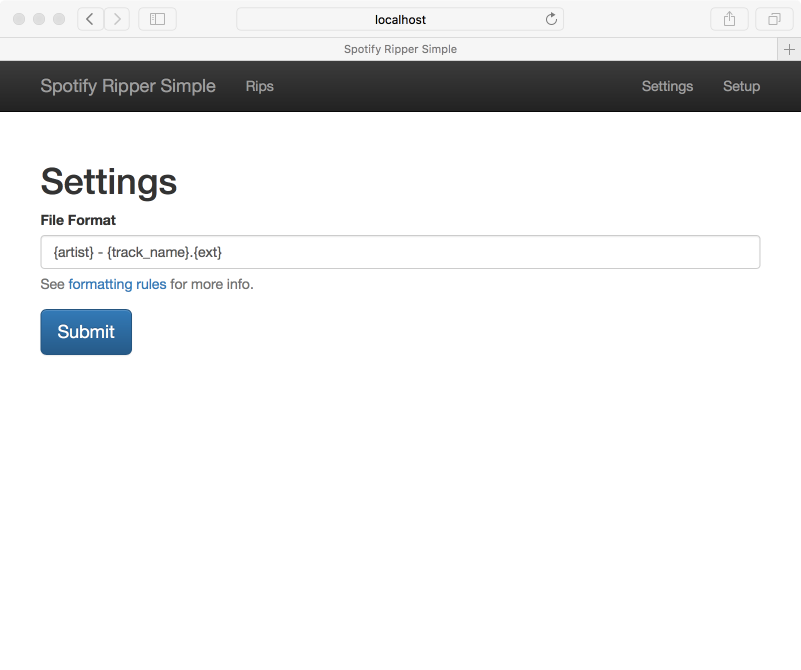 localhost
Spotify Ripper Simple
Spotify Ripper Simple Rips Settings Setup
Settings
File Format
{artist} - {track_name}.{ext}
See formatting rules for more info.
Submit